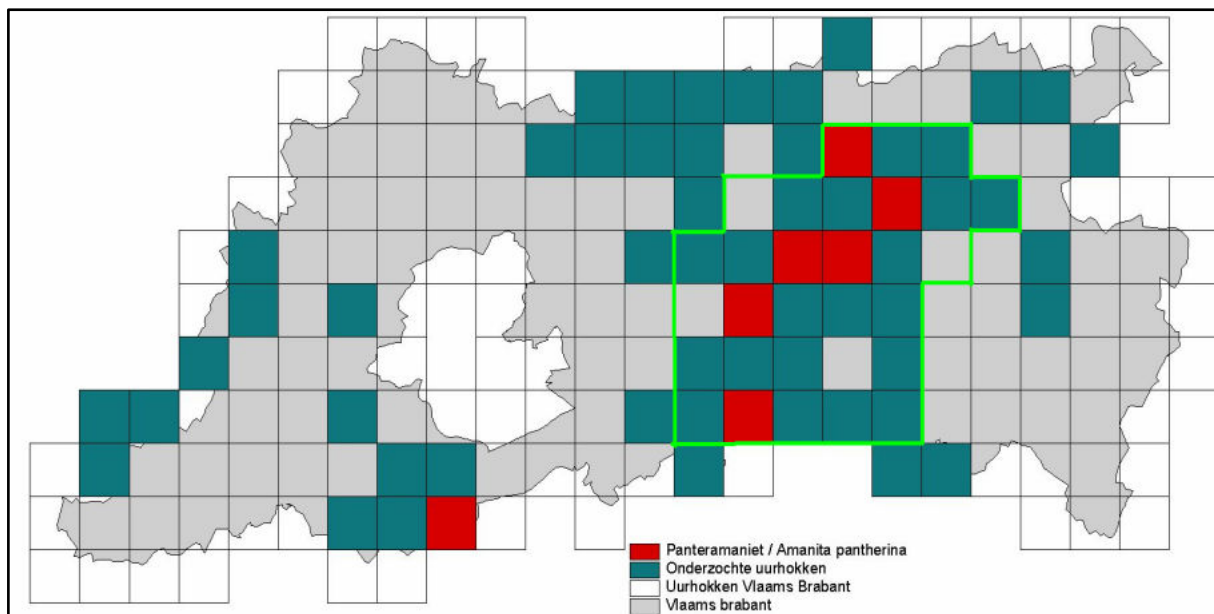 Panteramaniet / Amanita pantherina
Onderzochte uurhokken
Uurhokken Vlaams Brabant
Vlaams brabant